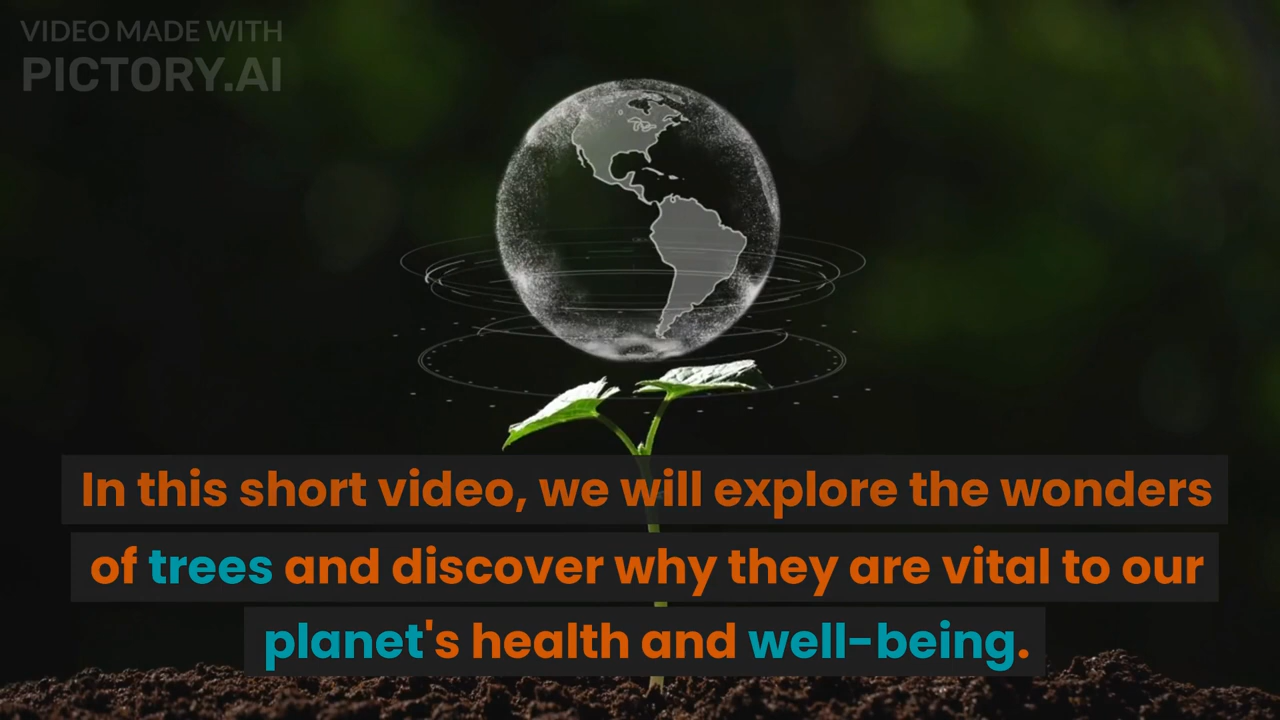 VIDEO MADE WITH
PICTORY.AI
In this short video, we will explore the wonders
of trees and discover why they are vital to our
planet's health and well-being.